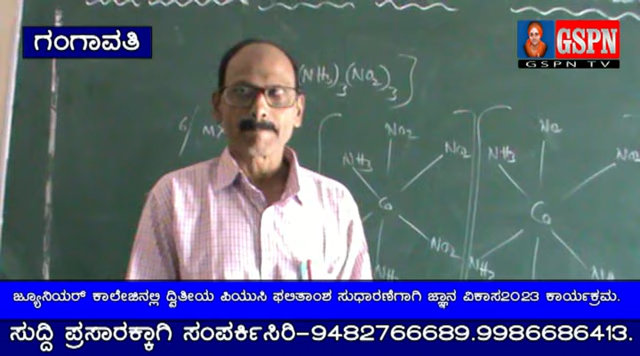 ಗಂಗಾವತಿ
GSPN
GSPN TV
(NH₃)₃(NO₂)₃]
NO₂
NO₂
NH₃
NO₂
Co
NO₂
NH₃
Co
NH₃
ಜ್ಯೂನಿಯರ್ ಕಾಲೇಜಿನಲ್ಲಿ ದ್ವಿತೀಯ ಪಿಯುಸಿ ಫಲಿತಾಂಶ ಸುಧಾರಣೆಗಾಗಿ ಜ್ಞಾನ ವಿಕಾಸ2023 ಕಾರ್ಯಕ್ರಮ.
ಸುದ್ದಿ ಪ್ರಸಾರಕ್ಕಾಗಿ ಸಂಪರ್ಕಿಸಿರಿ-9482766689.9986686413.